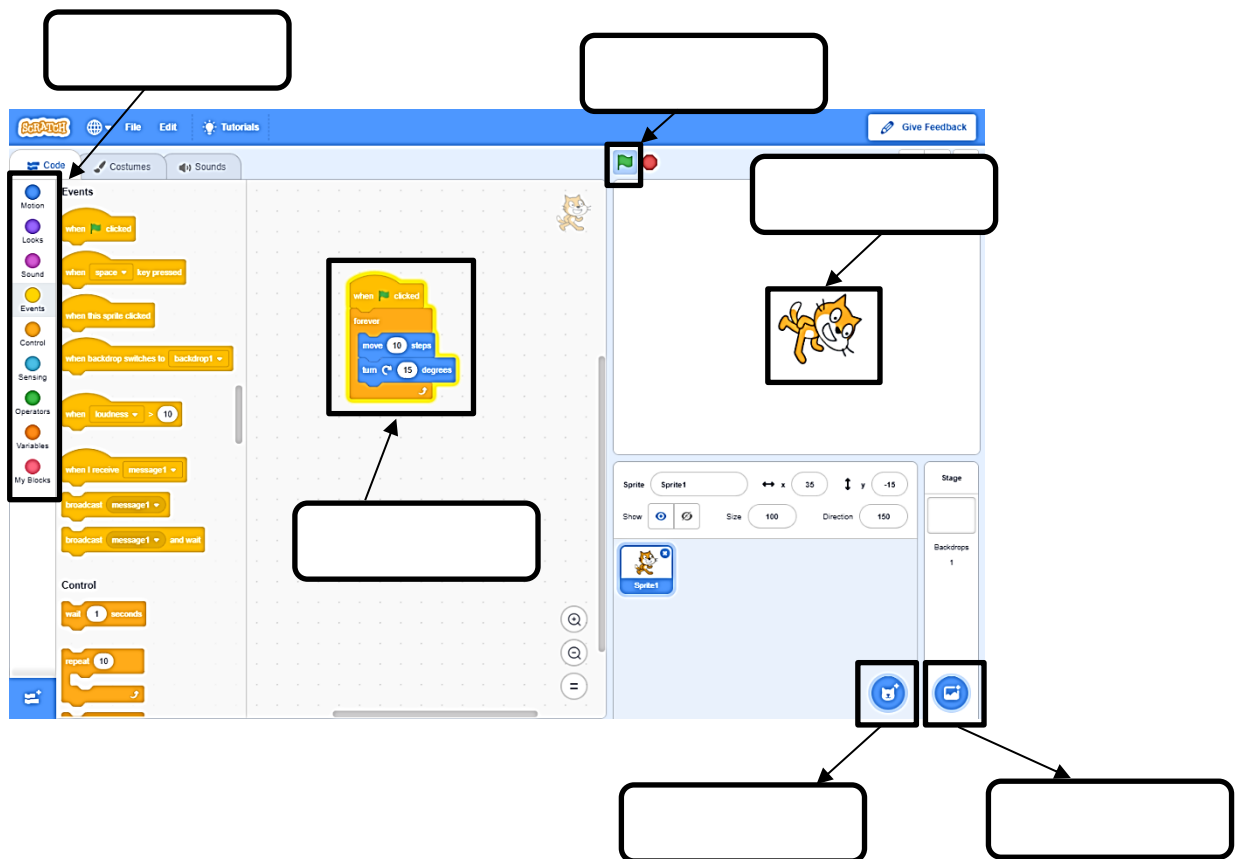 SCRATCH File Edit Tutorials Give Feedback
Code Costumes Sounds
Motion
Looks
Sound
Events
Control
Sensing
Operators
Variables
My Blocks
Events
when clicked
when space key pressed
when this sprite clicked
when backdrop switches to backdrop1
when loudness > 10
when I receive message1
broadcast message1
broadcast message1 and wait
Control
wait 1 seconds
repeat 10
when clicked
forever
move 10 steps
turn 15 degrees
Sprite Sprite1 x 35 y -15
Show Size 100 Direction 150
Sprite1
Stage
Backdrops
1